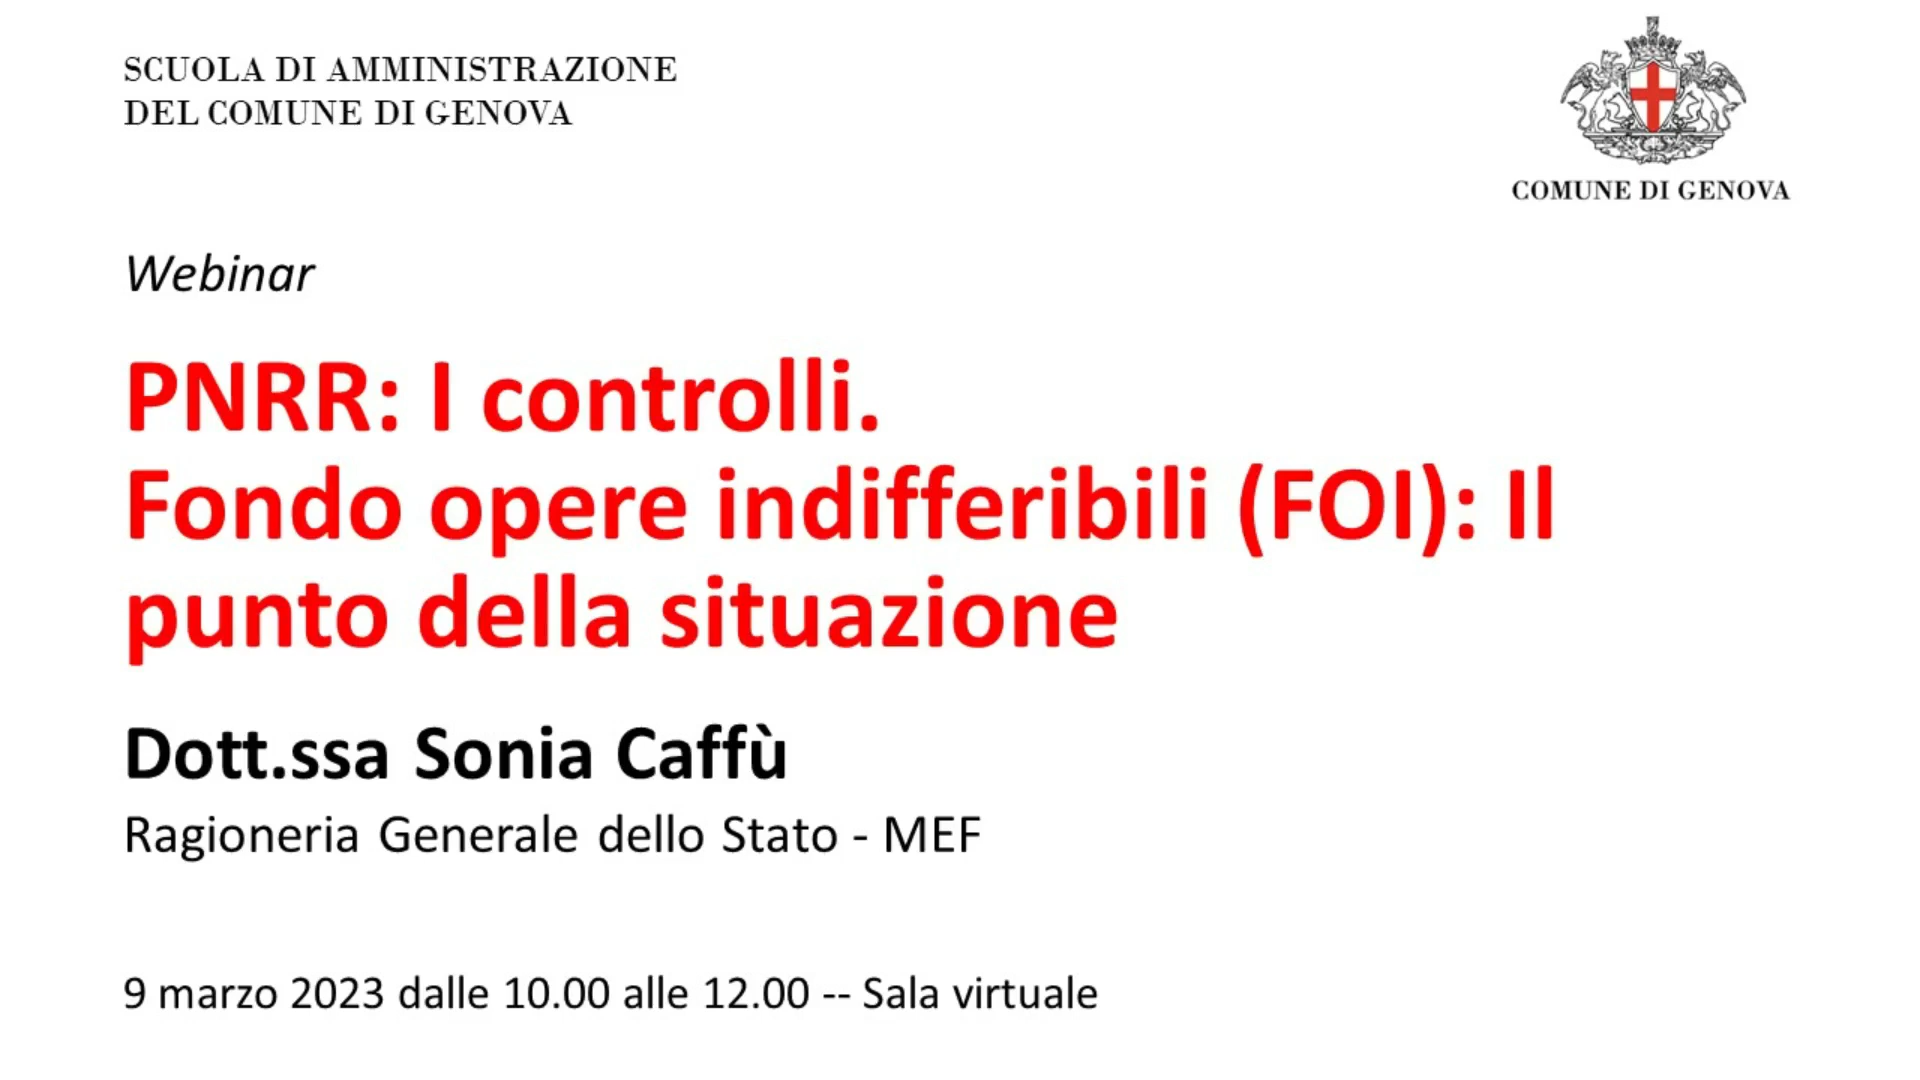 SCUOLA DI AMMINISTRAZIONE
DEL COMUNE DI GENOVA
COMUNE DI GENOVA
Webinar
PNRR: I controlli.
Fondo opere indifferibili (FOI): Il
punto della situazione
Dott.ssa Sonia Caffù
Ragioneria Generale dello Stato - MEF
9 marzo 2023 dalle 10.00 alle 12.00 -- Sala virtuale